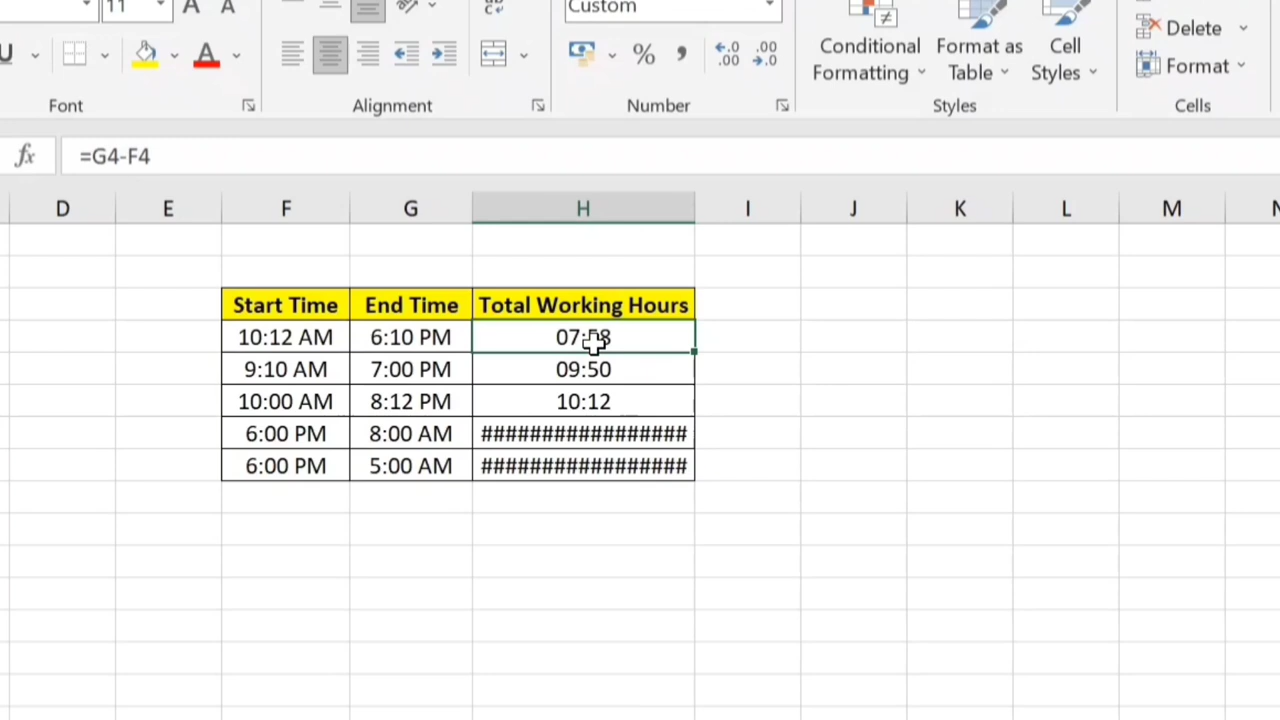 11 A A Custom
U A % , .00 .00 Conditional Formatting Format as Table Cell Styles Delete Format
Font Alignment Number Styles Cells
fx =G4-F4
D E F G H I J K L M N
Start Time End Time Total Working Hours
10:12 AM 6:10 PM 07:58
9:10 AM 7:00 PM 09:50
10:00 AM 8:12 PM 10:12
6:00 PM 8:00 AM #################
6:00 PM 5:00 AM #################